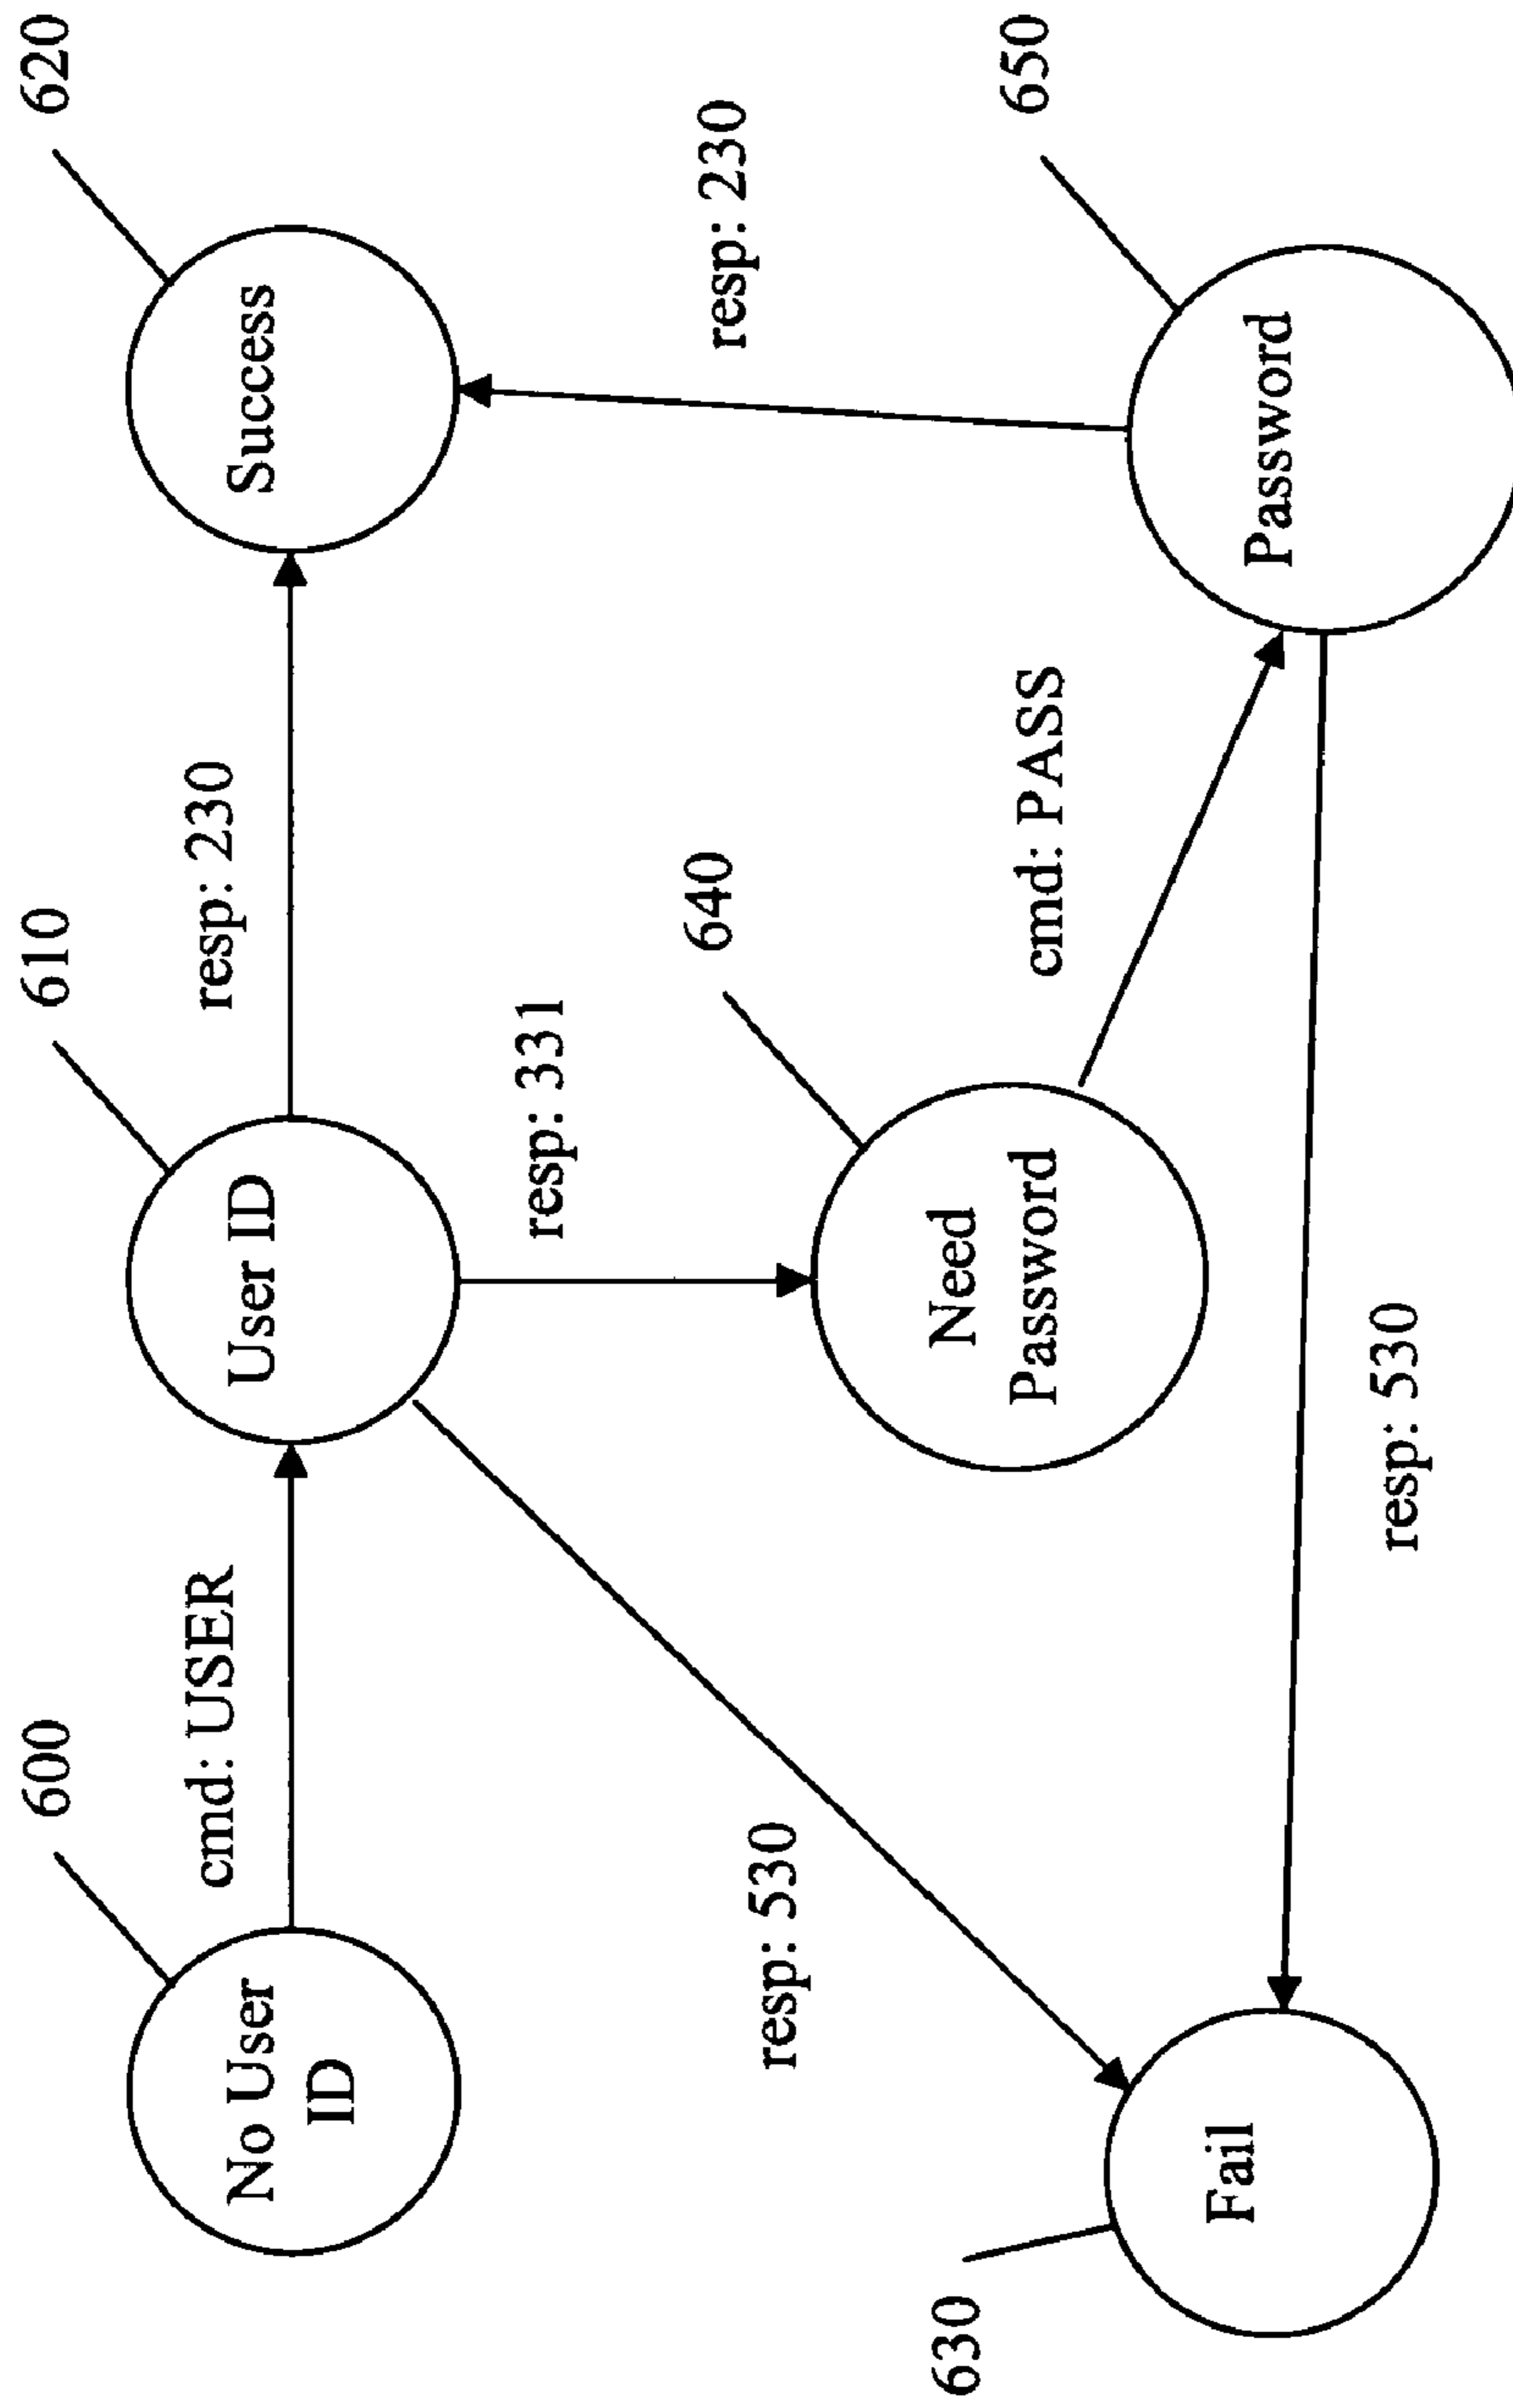 600
610
620
cmd: USER
resp: 230
No User
ID
User ID
Success
resp: 331
resp: 230
640
resp: 530
630
Need
Password
cmd: PASS
650
Fail
Password
resp: 530